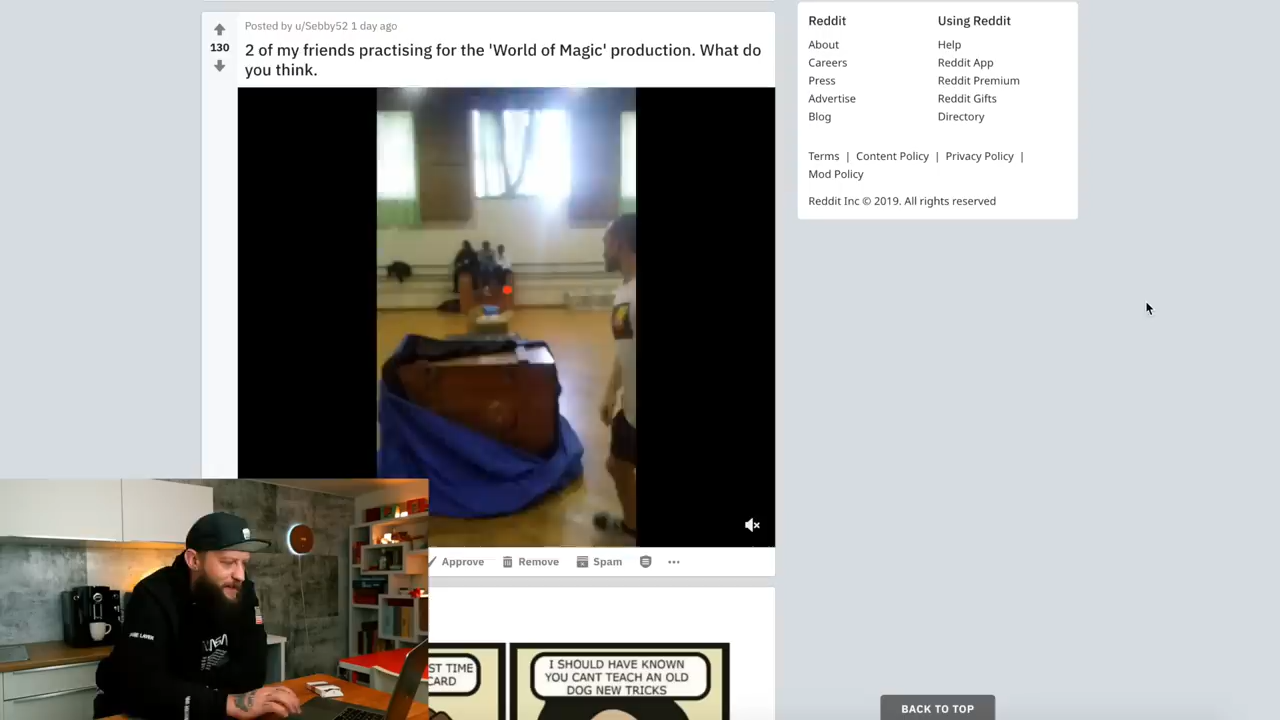 Posted by u/Sebby52 1 day ago
130
2 of my friends practising for the 'World of Magic' production. What do
you think.
Approve
Remove
Spam
ST TIME
CARD
I SHOULD HAVE KNOWN
YOU CANT TEACH AN OLD
DOG NEW TRICKS
Reddit
Using Reddit
About
Help
Careers
Reddit App
Press
Reddit Premium
Advertise
Reddit Gifts
Blog
Directory
Terms | Content Policy | Privacy Policy |
Mod Policy
Reddit Inc © 2019. All rights reserved
BACK TO TOP